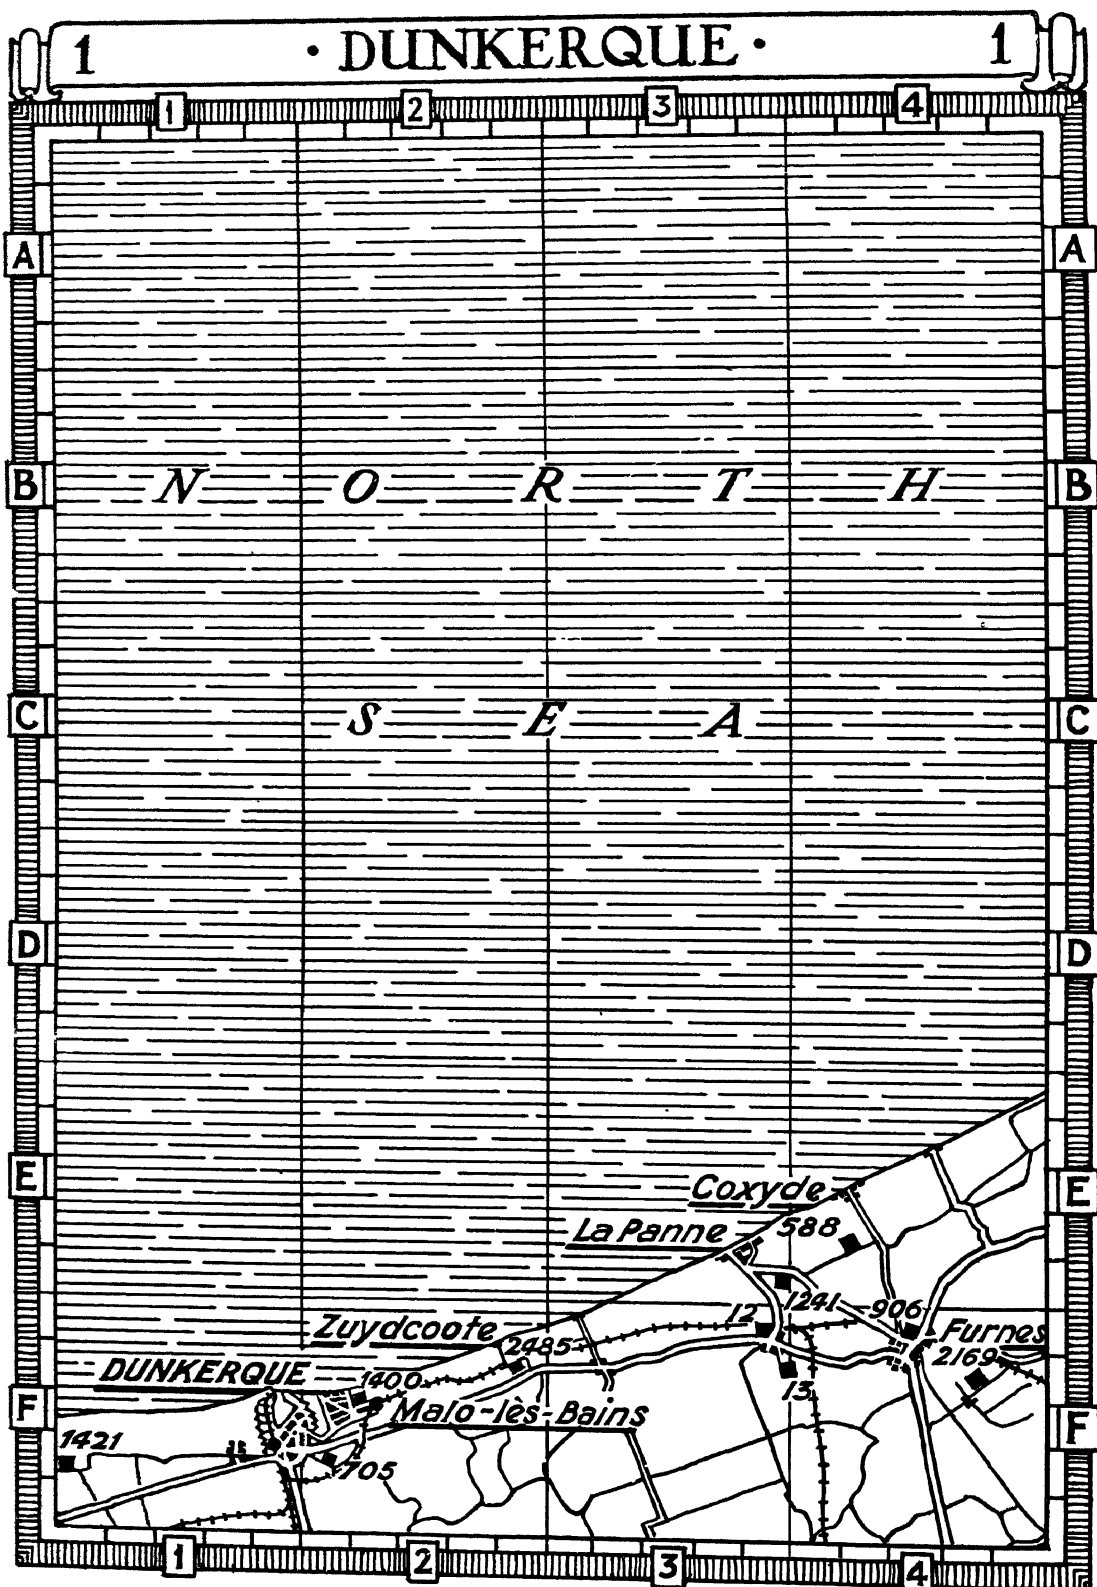 1 · DUNKERQUE · 1
1 2 3 4
A A
B N O R T H B
C S E A C
D D
E E
Coxyde
La Panne 588
1241
12 906
Zuydcoote Furnes
2485 2169
DUNKERQUE 1400 13
F Malo-lès-Bains F
1421
705
1 2 3 4